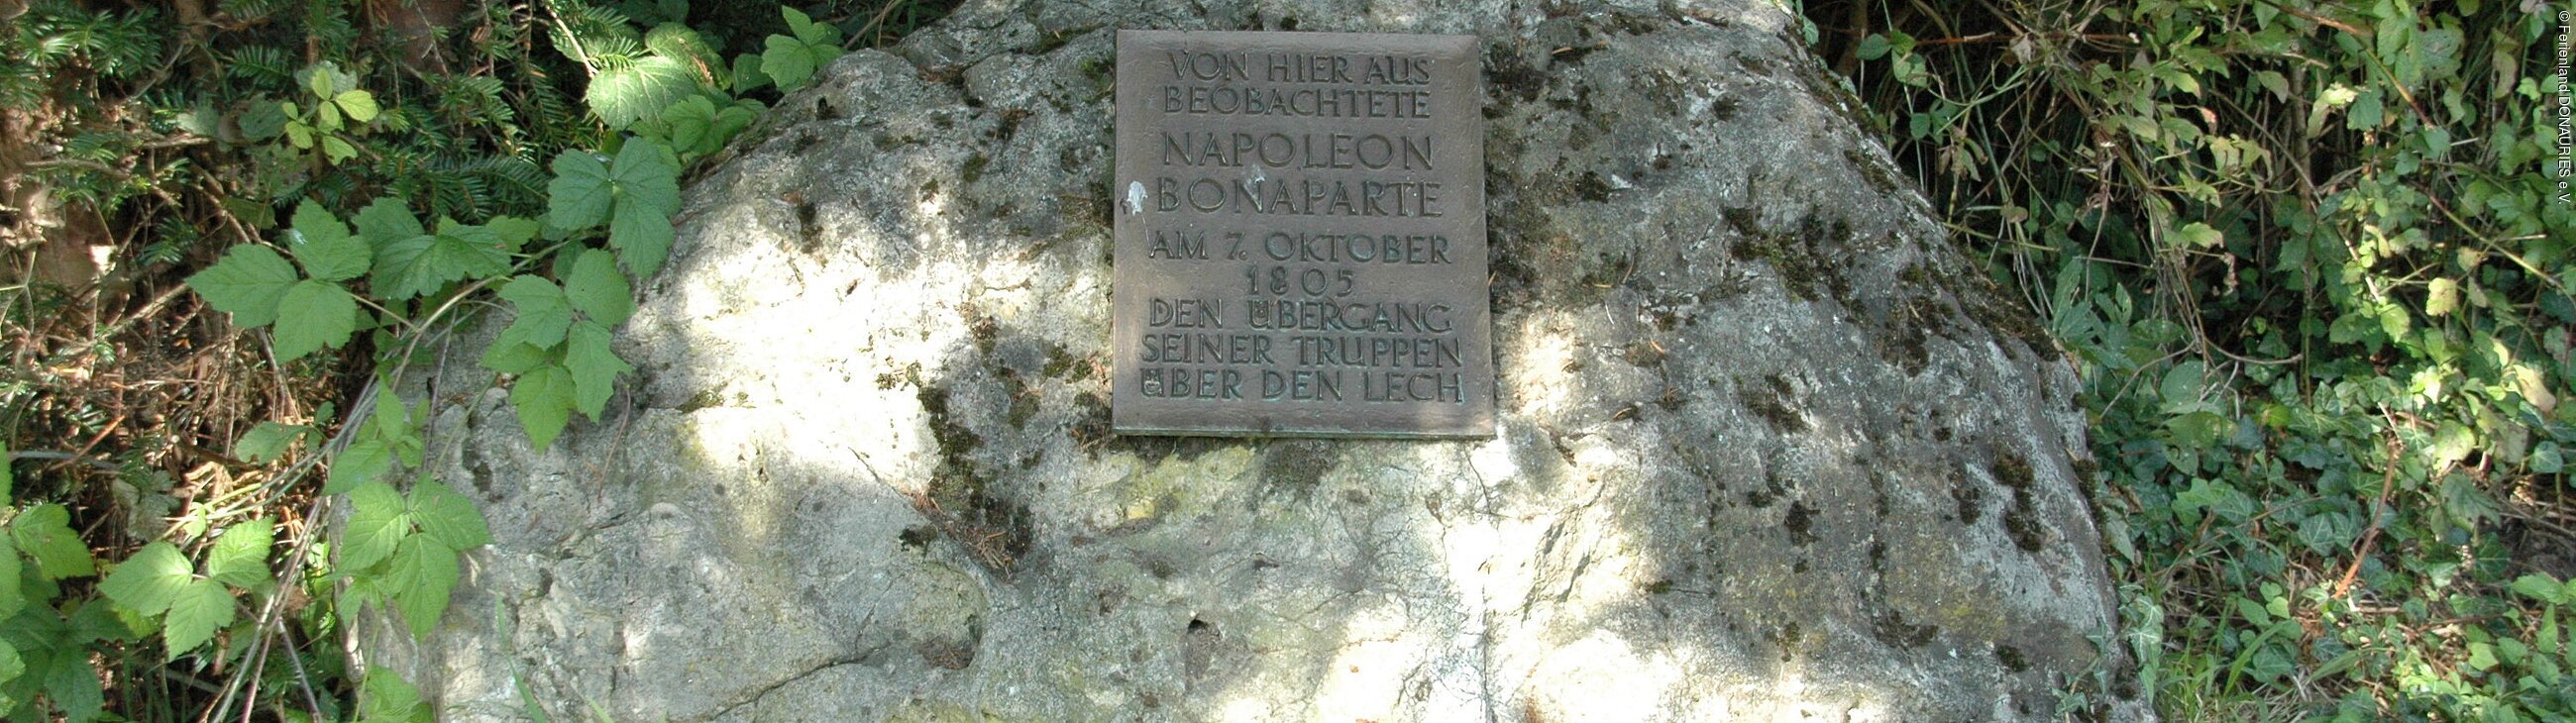 VON HIER AUS
BEOBACHTETE
NAPOLEON
BONAPARTE
AM 7. OKTOBER
1805
DEN ÜBERGANG
SEINER TRUPPEN
ÜBER DEN LECH
© Ferienland DONAURIES e.V.